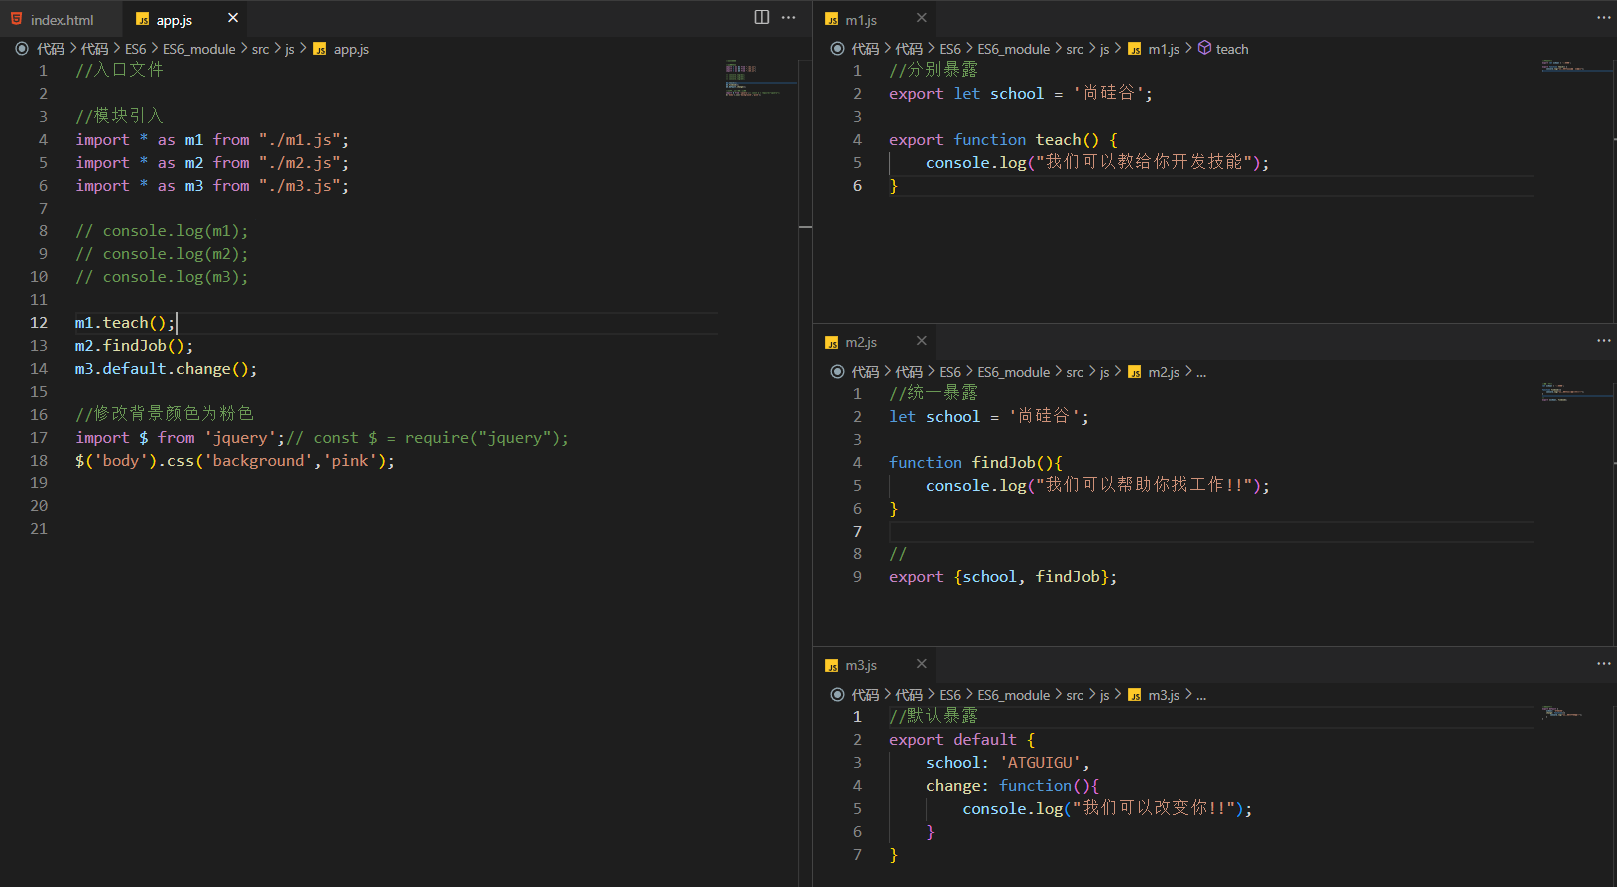 index.html
app.js
代码 > 代码 > ES6 > ES6_module > src > js > app.js
1 //入口文件
2
3 //模块引入
4 import * as m1 from "./m1.js";
5 import * as m2 from "./m2.js";
6 import * as m3 from "./m3.js";
7
8 // console.log(m1);
9 // console.log(m2);
10 // console.log(m3);
11
12 m1.teach();
13 m2.findJob();
14 m3.default.change();
15
16 //修改背景颜色为粉色
17 import $ from 'jquery';// const $ = require("jquery");
18 $('body').css('background','pink');
19
20
21
m1.js
代码 > 代码 > ES6 > ES6_module > src > js > m1.js > teach
1 //分别暴露
2 export let school = '尚硅谷';
3
4 export function teach() {
5 console.log("我们可以教给你开发技能");
6 }
m2.js
代码 > 代码 > ES6 > ES6_module > src > js > m2.js > ...
1 //统一暴露
2 let school = '尚硅谷';
3
4 function findJob(){
5 console.log("我们可以帮助你找工作!!");
6 }
7
8 //
9 export {school, findJob};
m3.js
代码 > 代码 > ES6 > ES6_module > src > js > m3.js > ...
1 //默认暴露
2 export default {
3 school: 'ATGUIGU',
4 change: function(){
5 console.log("我们可以改变你!!");
6 }
7 }